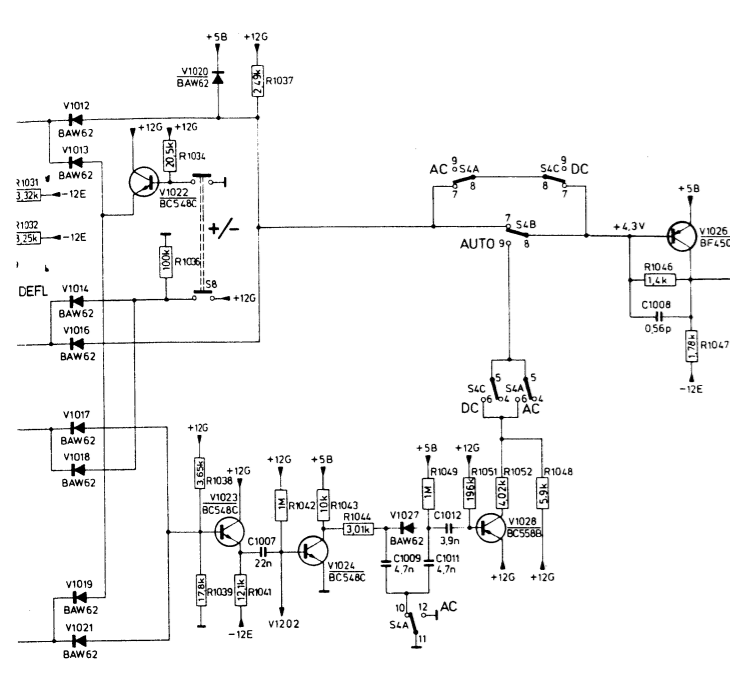 +5B
+12G
V1020
BAW62
2,49k
R1037
V1012
BAW62
+12G
+12G
V1013
BAW62
20,5k
R1034
AC 9 S4A
7 8
S4C 9 DC
8 7
R1031
3,32k
-12E
V1022
BC548C
+5B
R1032
3,25k
-12E
+/-
7 S4B
AUTO 9 8
+4,3V
V1026
BF450
100k
R1036
R1046
1,4k
DEFL
V1014
BAW62
S8
+12G
C1008
0,56p
V1016
BAW62
1,78k
R1047
-12E
5 S4C S4A 5
6 4 6 4
DC AC
V1017
BAW62
+12G
V1018
BAW62
3,65k
R1038
+12G
+12G
+5B
+5B
+12G
V1023
BC548C
1M
R1042
10k
R1043
1M
R1049
196k
R1051
4,02k
R1052
5,9k
R1048
R1044
3,01k
V1027
BAW62
C1012
3,9n
V1028
BC558B
C1007
22n
V1024
BC548C
C1009
4,7n
C1011
4,7n
+12G
+12G
V1019
BAW62
17,8k
R1039
12,1k
R1041
-12E
V1202
10 12 AC
S4A
11
V1021
BAW62